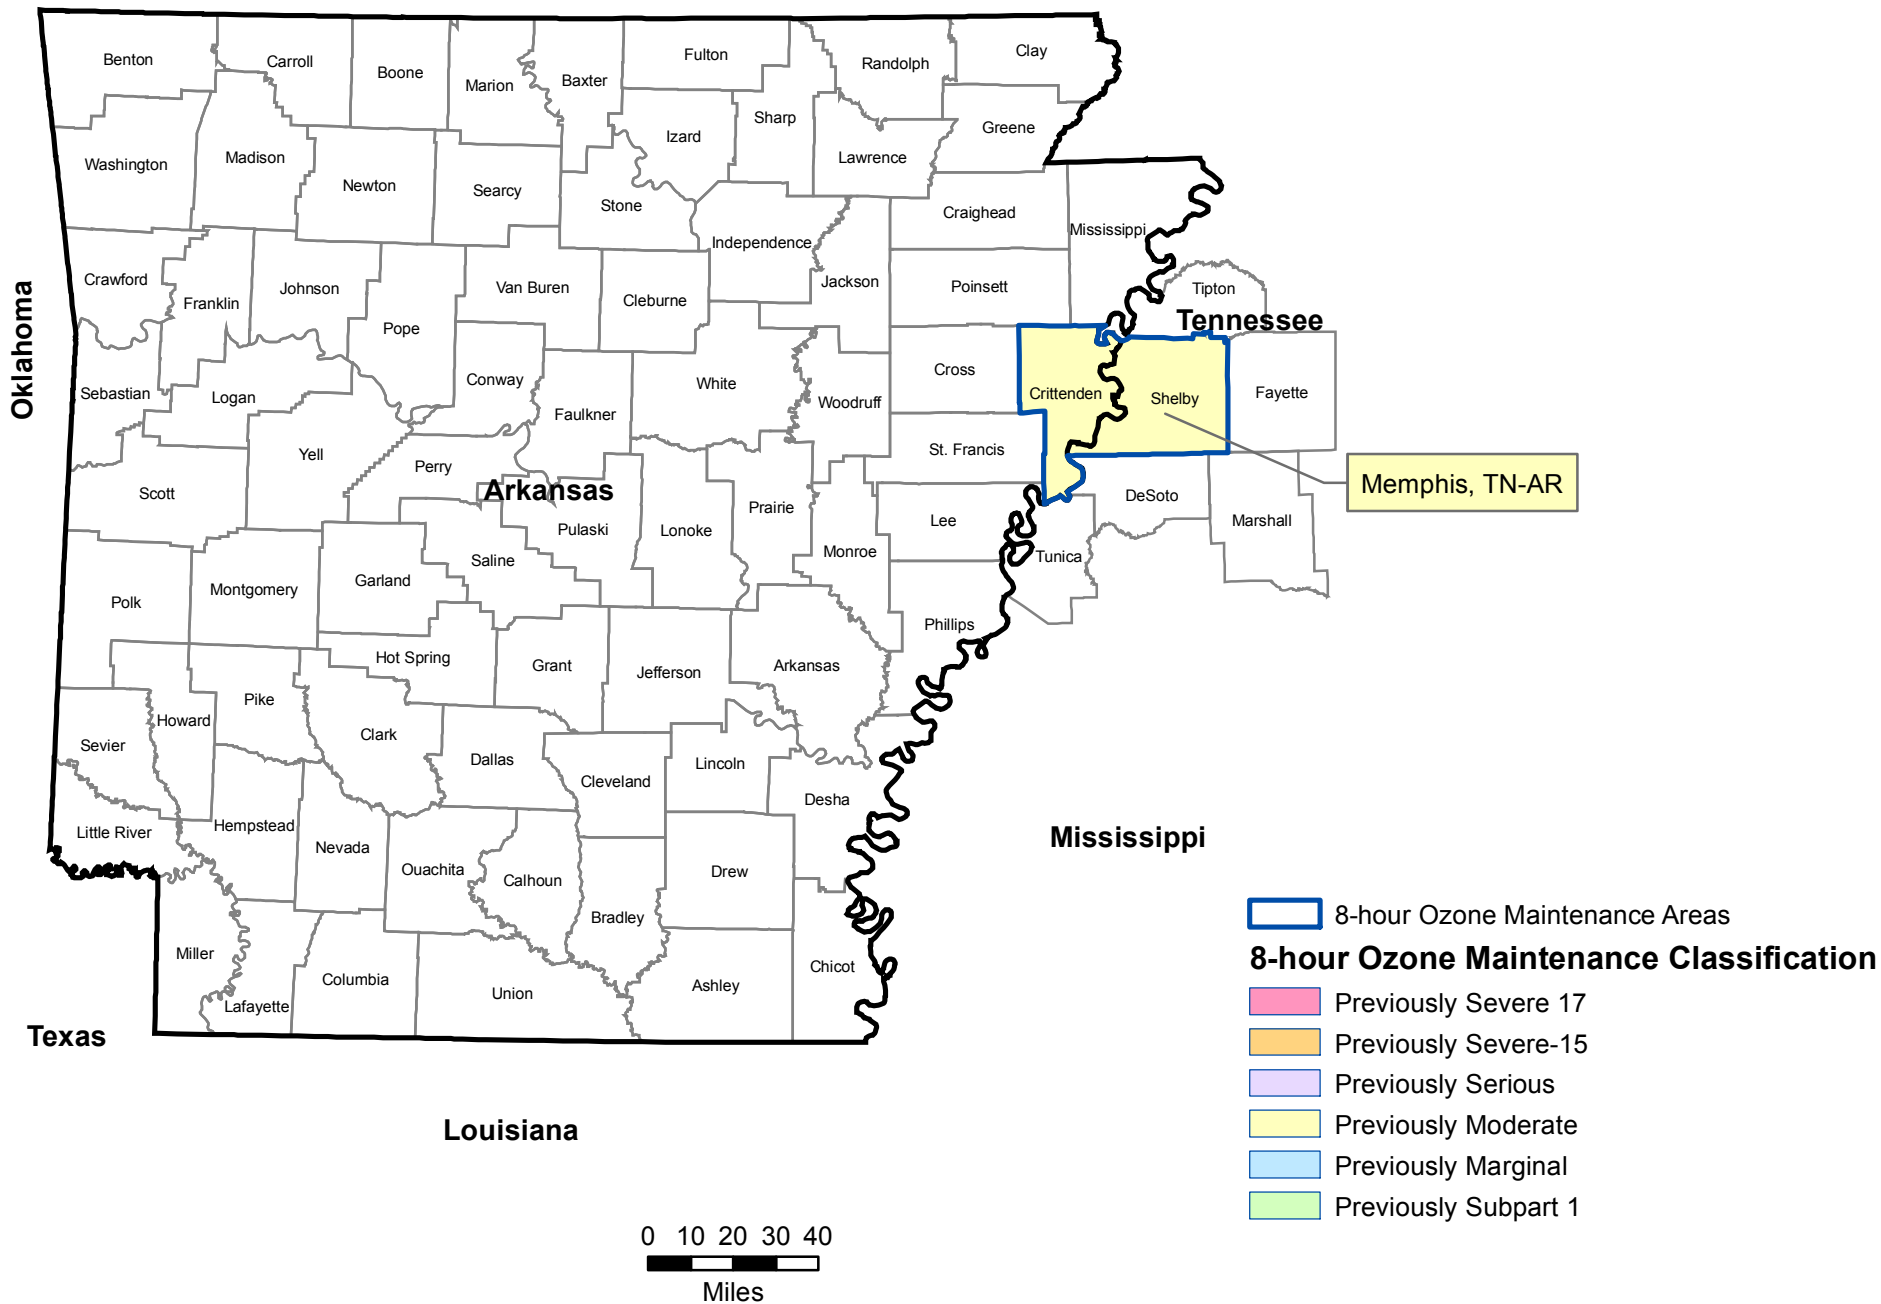 Benton
Carroll
Boone
Marion
Baxter
Fulton
Randolph
Clay
Washington
Madison
Newton
Searcy
Stone
Izard
Sharp
Lawrence
Greene
Craighead
Mississippi
Independence
Jackson
Poinsett
Crawford
Franklin
Johnson
Pope
Van Buren
Cleburne
Tipton
Tennessee
Oklahoma
Sebastian
Logan
Conway
Faulkner
White
Woodruff
Cross
Crittenden
Shelby
Fayette
Yell
Perry
Scott
Arkansas
Pulaski
Lonoke
Prairie
St. Francis
Lee
Monroe
DeSoto
Marshall
Tunica
Memphis, TN-AR
Polk
Montgomery
Garland
Saline
Hot Spring
Grant
Jefferson
Arkansas
Phillips
Sevier
Howard
Pike
Clark
Dallas
Cleveland
Lincoln
Desha
Little River
Hempstead
Nevada
Ouachita
Calhoun
Bradley
Drew
Mississippi
Miller
Lafayette
Columbia
Union
Ashley
Chicot
Texas
Louisiana
8-hour Ozone Maintenance Areas
8-hour Ozone Maintenance Classification
Previously Severe 17
Previously Severe-15
Previously Serious
Previously Moderate
Previously Marginal
Previously Subpart 1
0 10 20 30 40
Miles